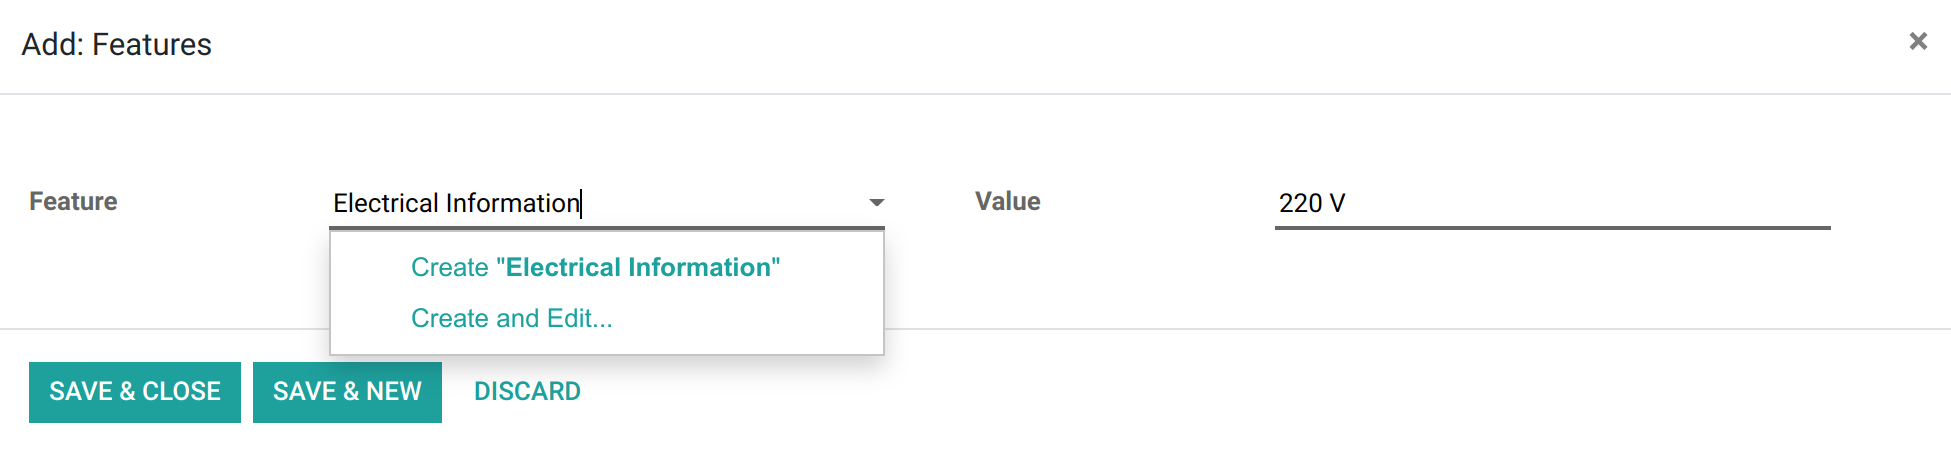 Add: Features
×
Feature
Electrical Information
Value
220 V
Create "Electrical Information"
Create and Edit...
SAVE & CLOSE
SAVE & NEW
DISCARD